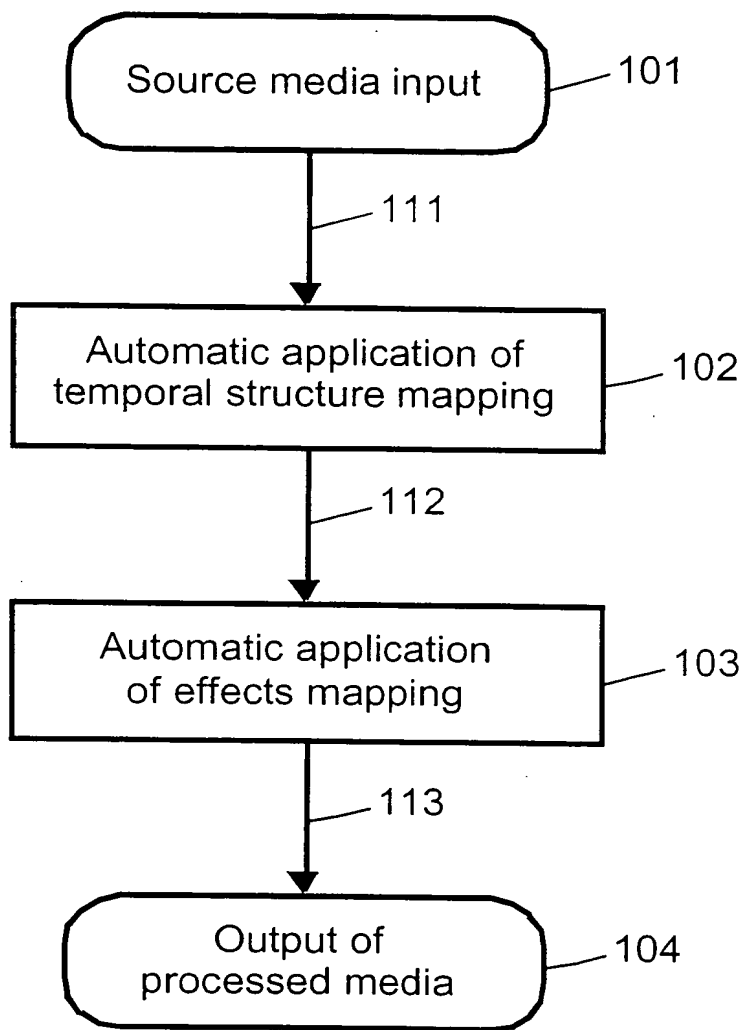 Source media input
101
111
Automatic application of
temporal structure mapping
102
112
Automatic application
of effects mapping
103
113
Output of
processed media
104